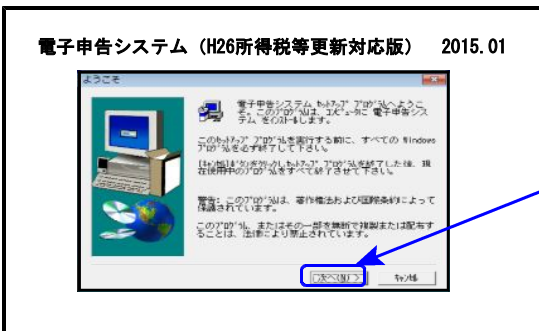 電子申告システム（H26所得税等更新対応版）　2015.01
ようこそ
電子申告システム ｾｯﾄｱｯﾌﾟ ﾌﾟﾛｸﾞﾗﾑへようこ
そ。このﾌﾟﾛｸﾞﾗﾑは、ｺﾝﾋﾟｭｰﾀに 電子申告シス
テム をｲﾝｽﾄｰﾙします。
このｾｯﾄｱｯﾌﾟ ﾌﾟﾛｸﾞﾗﾑを実行する前に、すべての Windows
ﾌﾟﾛｸﾞﾗﾑを必ず終了して下さい。
[ｷｬﾝｾﾙ]ﾎﾞﾀﾝをｸﾘｯｸしｾｯﾄｱｯﾌﾟ ﾌﾟﾛｸﾞﾗﾑを終了した後、現
在使用中のﾌﾟﾛｸﾞﾗﾑをすべて終了させて下さい。
警告: このﾌﾟﾛｸﾞﾗﾑは、著作権法および国際条約によって
保護されています。
このﾌﾟﾛｸﾞﾗﾑ、またはその一部を無断で複製または配布す
ることは、法律により禁止されています。
次へ(N) >
ｷｬﾝｾﾙ